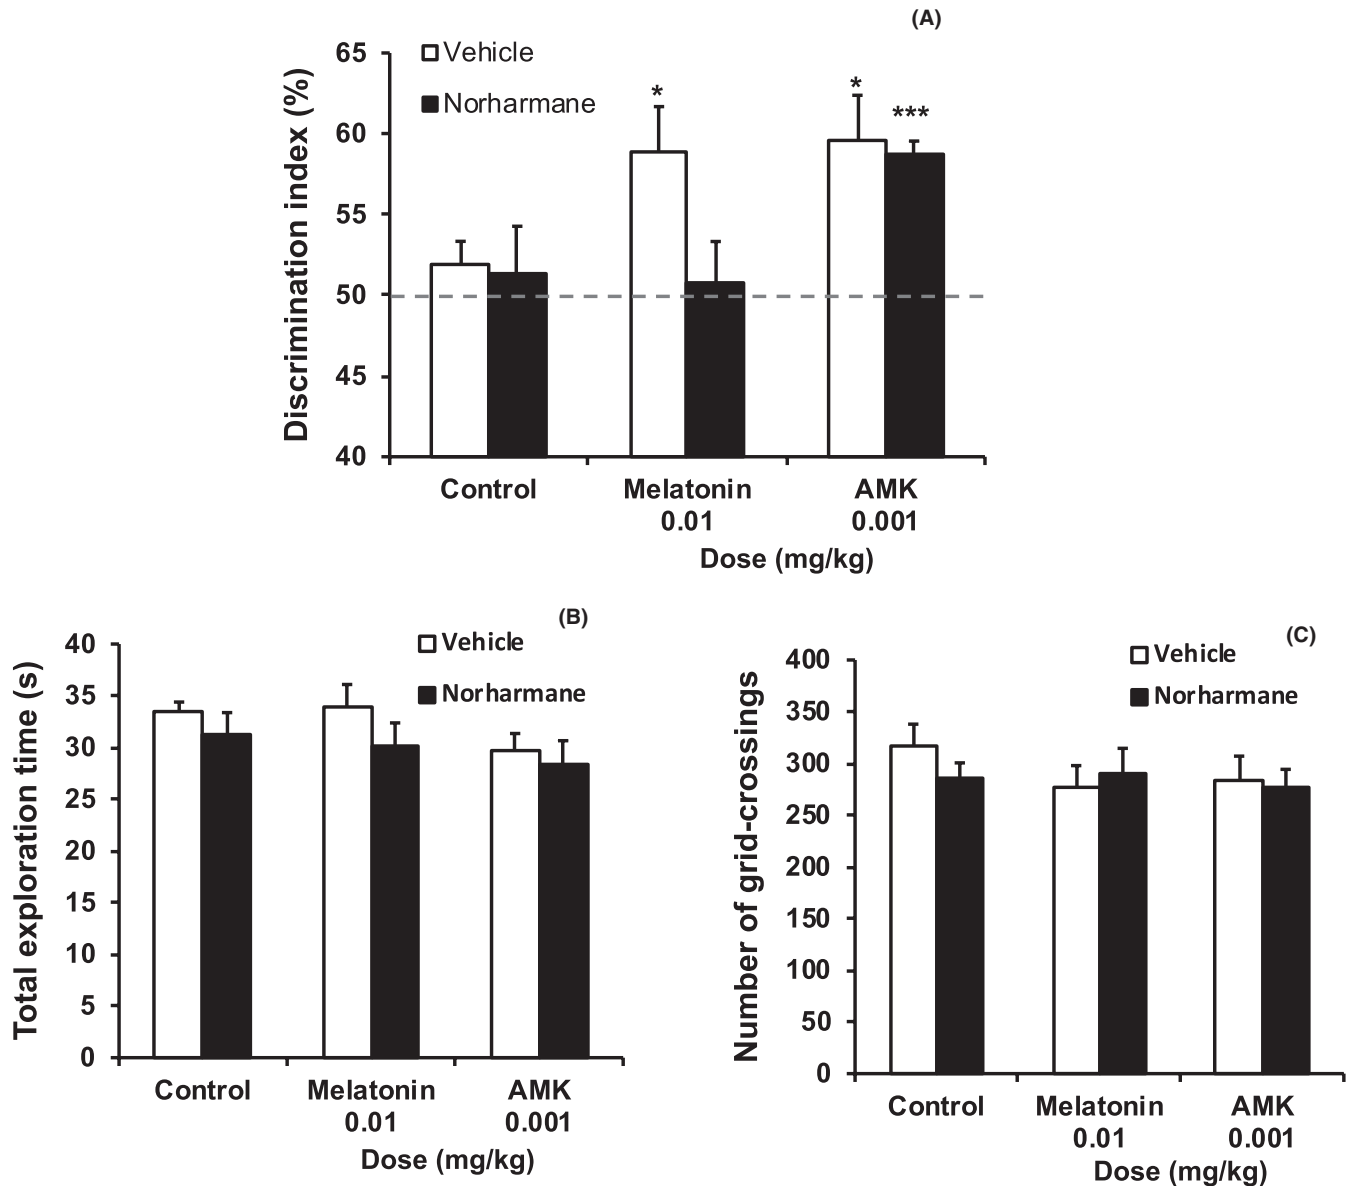 (A)
Discrimination index (%)
65
60
55
50
45
40
Vehicle
Norharmane
*
*
***
Control
Melatonin
0.01
AMK
0.001
Dose (mg/kg)
(B)
Total exploration time (s)
40
35
30
25
20
15
10
5
0
Vehicle
Norharmane
Control
Melatonin
0.01
AMK
0.001
Dose (mg/kg)
(C)
Number of grid-crossings
400
350
300
250
200
150
100
50
0
Vehicle
Norharmane
Control
Melatonin
0.01
AMK
0.001
Dose (mg/kg)